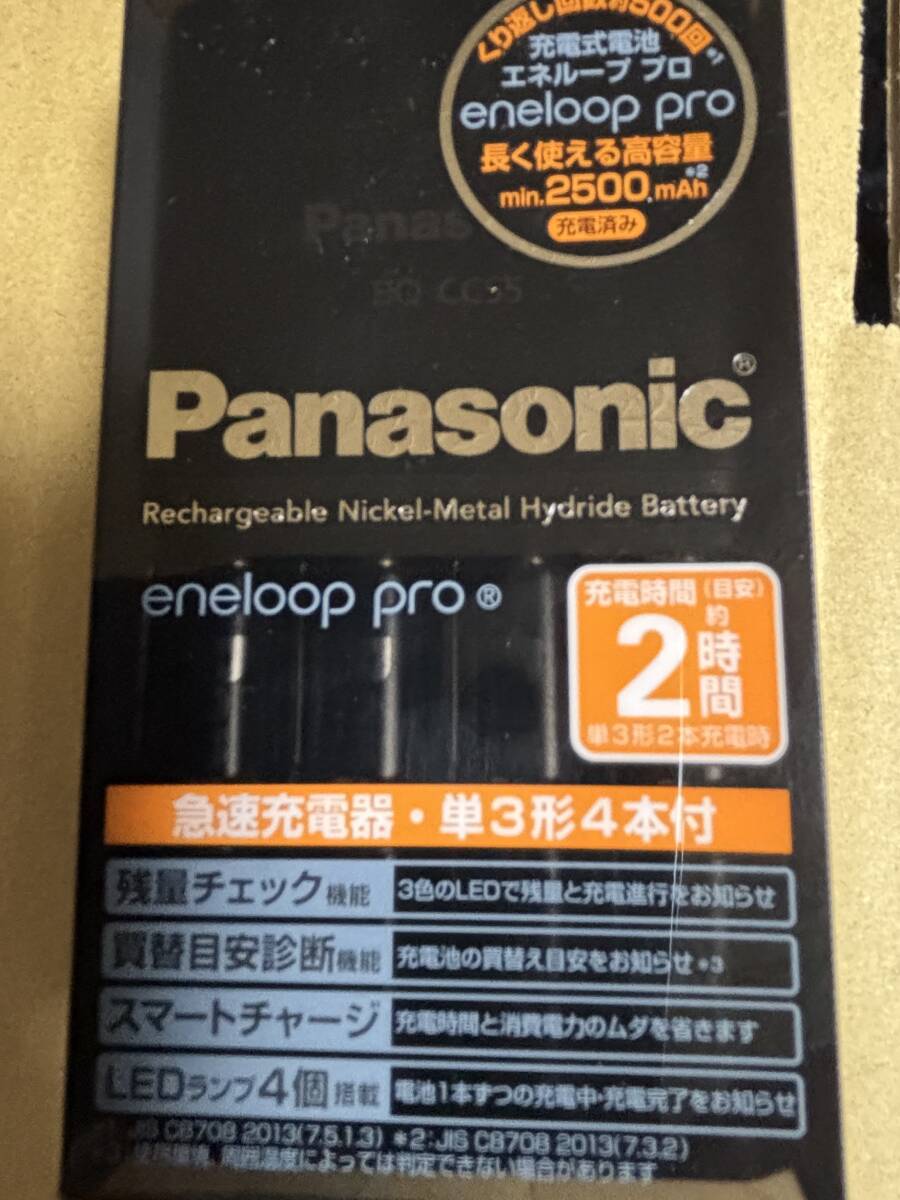 くり返し回数約500回*1
充電式電池
エネループ プロ
eneloop pro
長く使える高容量
min.2500mAh*2
充電済み
Panas
BQ-CC55
Panasonic®
Rechargeable Nickel-Metal Hydride Battery
eneloop pro®
充電時間(目安)
約2時間
単3形2本充電時
急速充電器・単3形4本付
残量チェック機能 3色のLEDで残量と充電進行をお知らせ
買替目安診断機能 充電池の買替え目安をお知らせ*3
スマートチャージ 充電時間と消費電力のムダを省きます
LEDランプ4個搭載 電池1本ずつの充電中・充電完了をお知らせ
JIS C8708 2013(7.5.1.3) *2:JIS C8708 2013(7.3.2)
周囲温度によっては判定できない場合があります